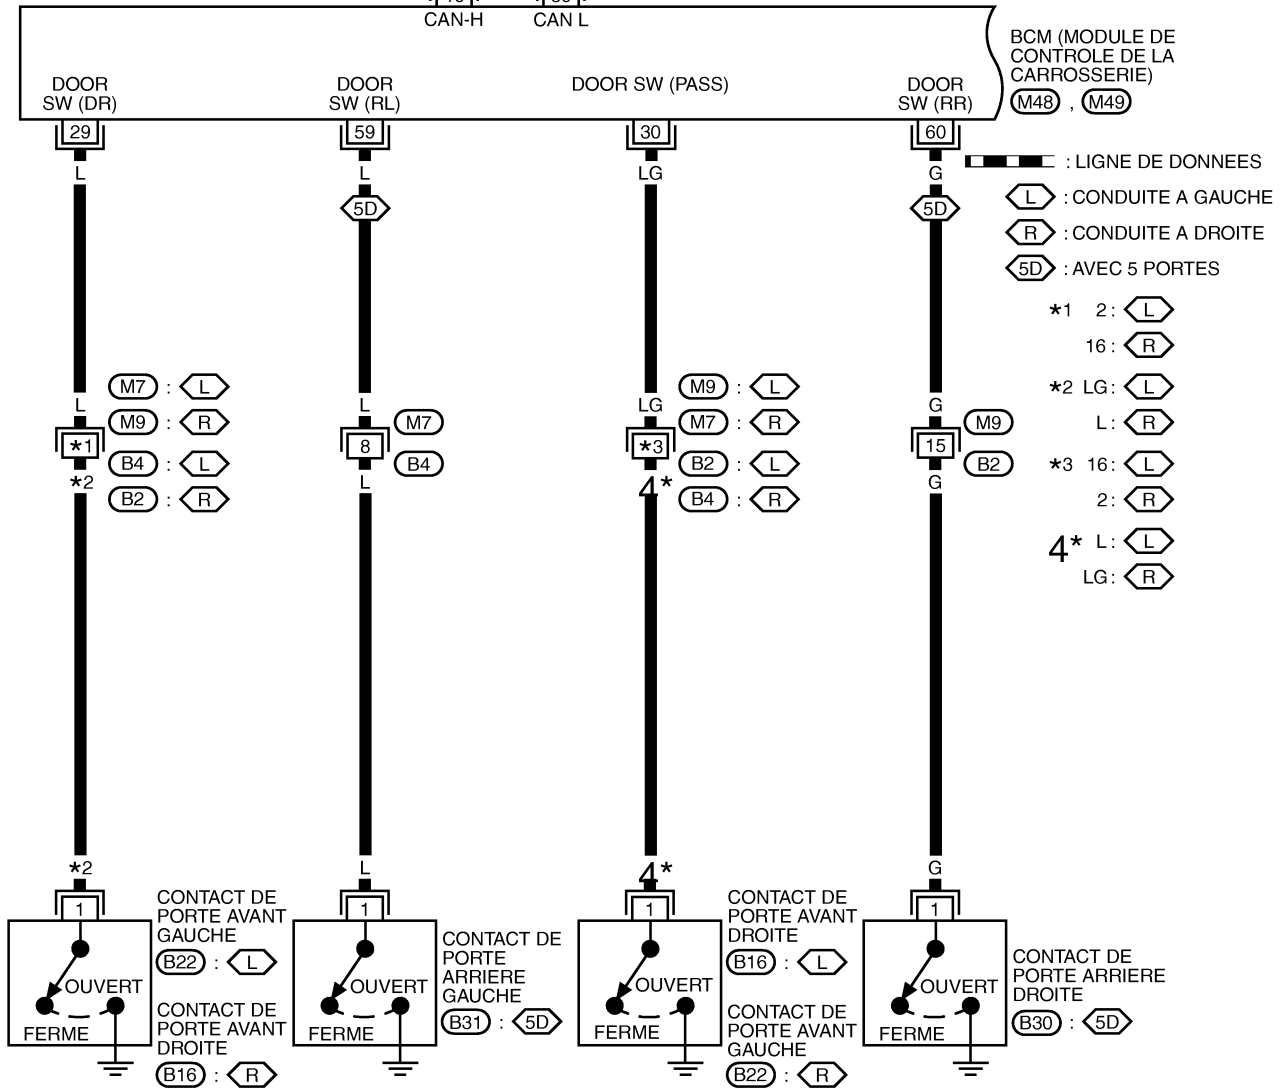 CAN-H
CAN L
DOOR
SW (DR)
DOOR
SW (RL)
DOOR SW (PASS)
DOOR
SW (RR)
BCM (MODULE DE
CONTROLE DE LA
CARROSSERIE)
M48 , M49
29
59
30
60
L
L
LG
G
5D
5D
: LIGNE DE DONNEES
L : CONDUITE A GAUCHE
R : CONDUITE A DROITE
5D : AVEC 5 PORTES
*1 2 : L
16 : R
*2 LG : L
L : R
*3 16 : L
2 : R
4* L : L
LG : R
L
L
LG
G
M7 : L
M9 : R
*1
B4 : L
B2 : R
*2
M7
8
B4
L
M9 : L
M7 : R
*3
B2 : L
B4 : R
4*
M9
15
B2
G
*2
L
4*
G
1
1
1
1
CONTACT DE
PORTE AVANT
GAUCHE
B22 : L
CONTACT DE
PORTE AVANT
DROITE
B16 : R
OUVERT
FERME
CONTACT DE
PORTE
ARRIERE
GAUCHE
B31 : 5D
OUVERT
FERME
CONTACT DE
PORTE AVANT
DROITE
B16 : L
CONTACT DE
PORTE AVANT
GAUCHE
B22 : R
OUVERT
FERME
CONTACT DE
PORTE ARRIERE
DROITE
B30 : 5D
OUVERT
FERME